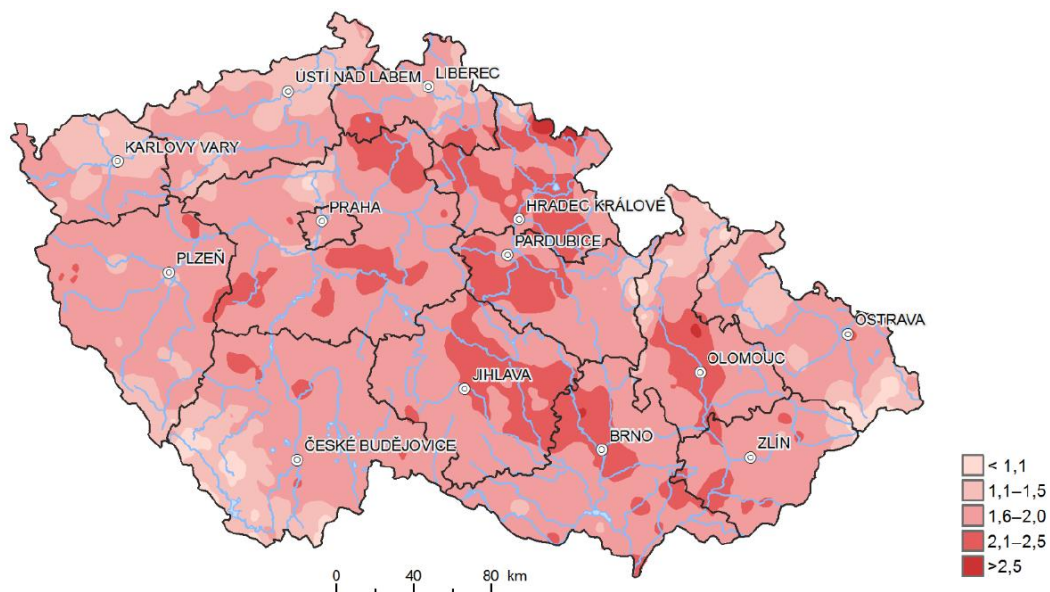 ÚSTÍ NAD LABEM
LIBEREC
KARLOVY VARY
PRAHA
HRADEC KRÁLOVÉ
PARDUBICE
PLZEŇ
OSTRAVA
OLOMOUC
JIHLAVA
BRNO
ZLÍN
ČESKÉ BUDĚJOVICE
< 1,1
1,1–1,5
1,6–2,0
2,1–2,5
>2,5
0 40 80 km